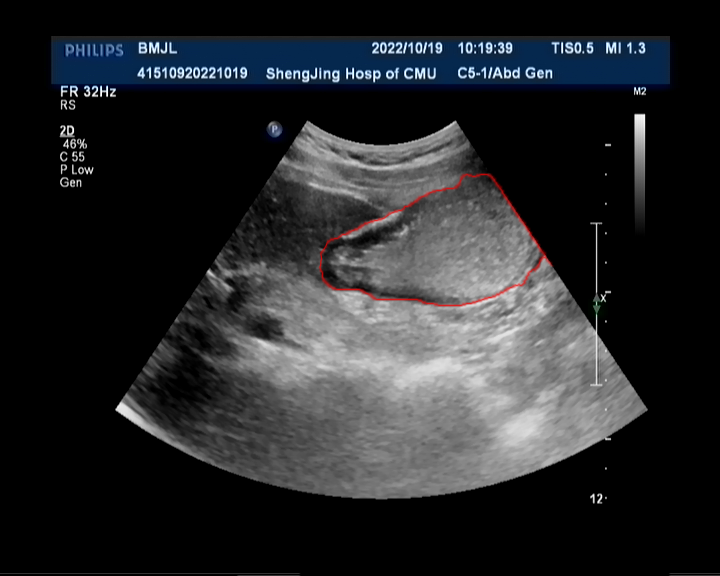 PHILIPS BMJL 2022/10/19 10:19:39 TIS0.5 MI 1.3
41510920221019 ShengJing Hosp of CMU C5-1/Abd Gen
FR 32Hz
RS
M2
P
2D
46%
C 55
P Low
Gen
X
12